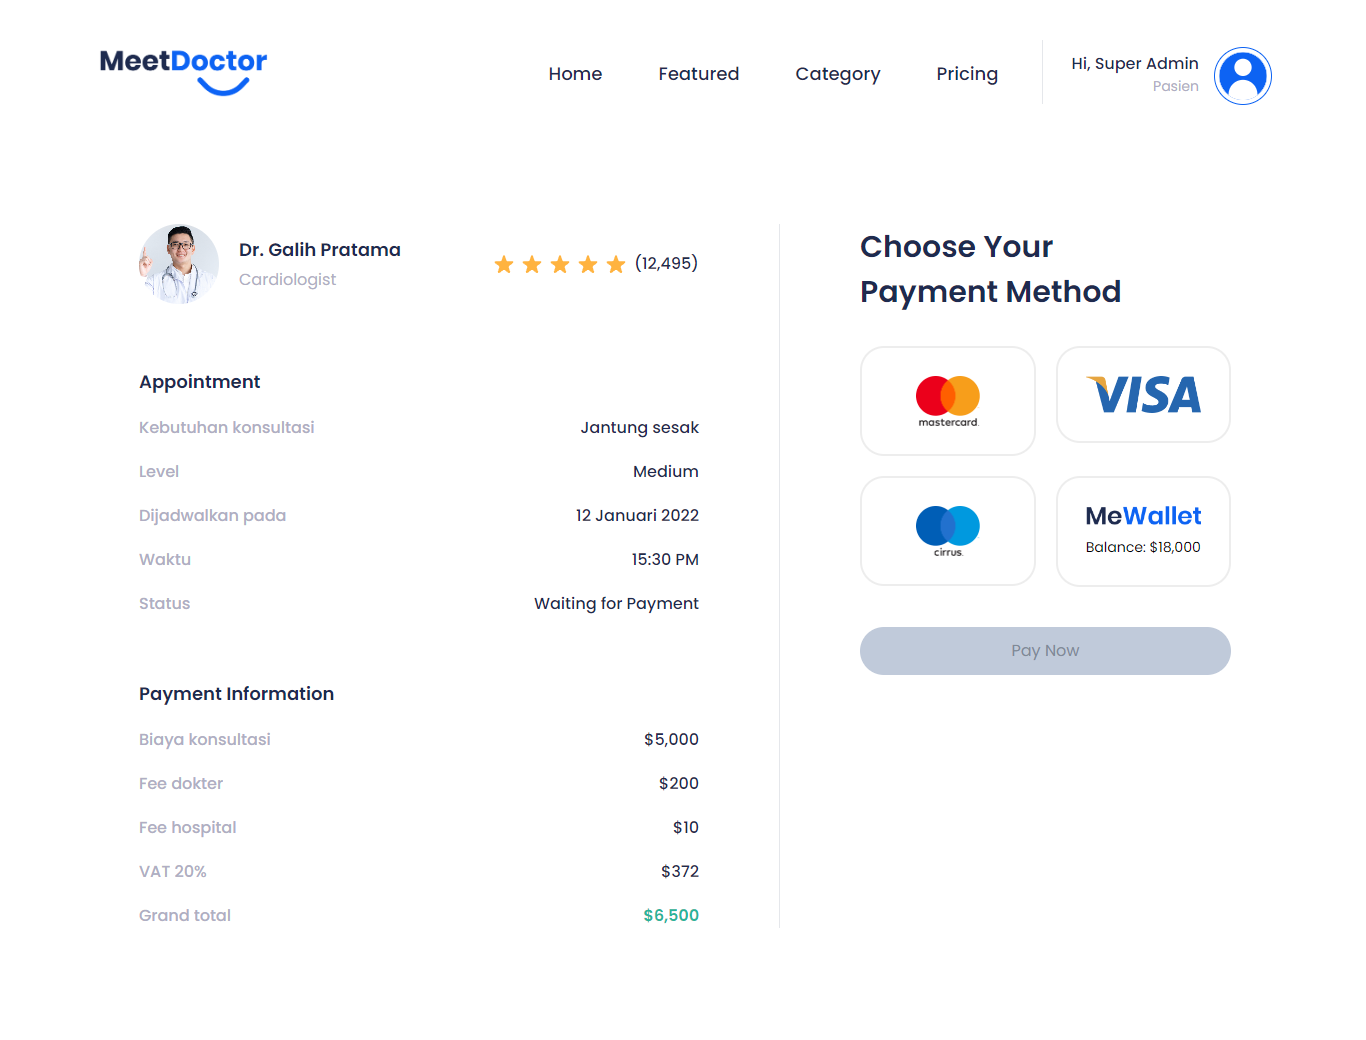 MeetDoctor
Home
Featured
Category
Pricing
Hi, Super Admin
Pasien
Dr. Galih Pratama
Cardiologist
(12,495)
Appointment
Kebutuhan konsultasi Jantung sesak
Level Medium
Dijadwalkan pada 12 Januari 2022
Waktu 15:30 PM
Status Waiting for Payment
Payment Information
Biaya konsultasi $5,000
Fee dokter $200
Fee hospital $10
VAT 20% $372
Grand total $6,500
Choose Your
Payment Method
mastercard.
VISA
cirrus.
MeWallet
Balance: $18,000
Pay Now